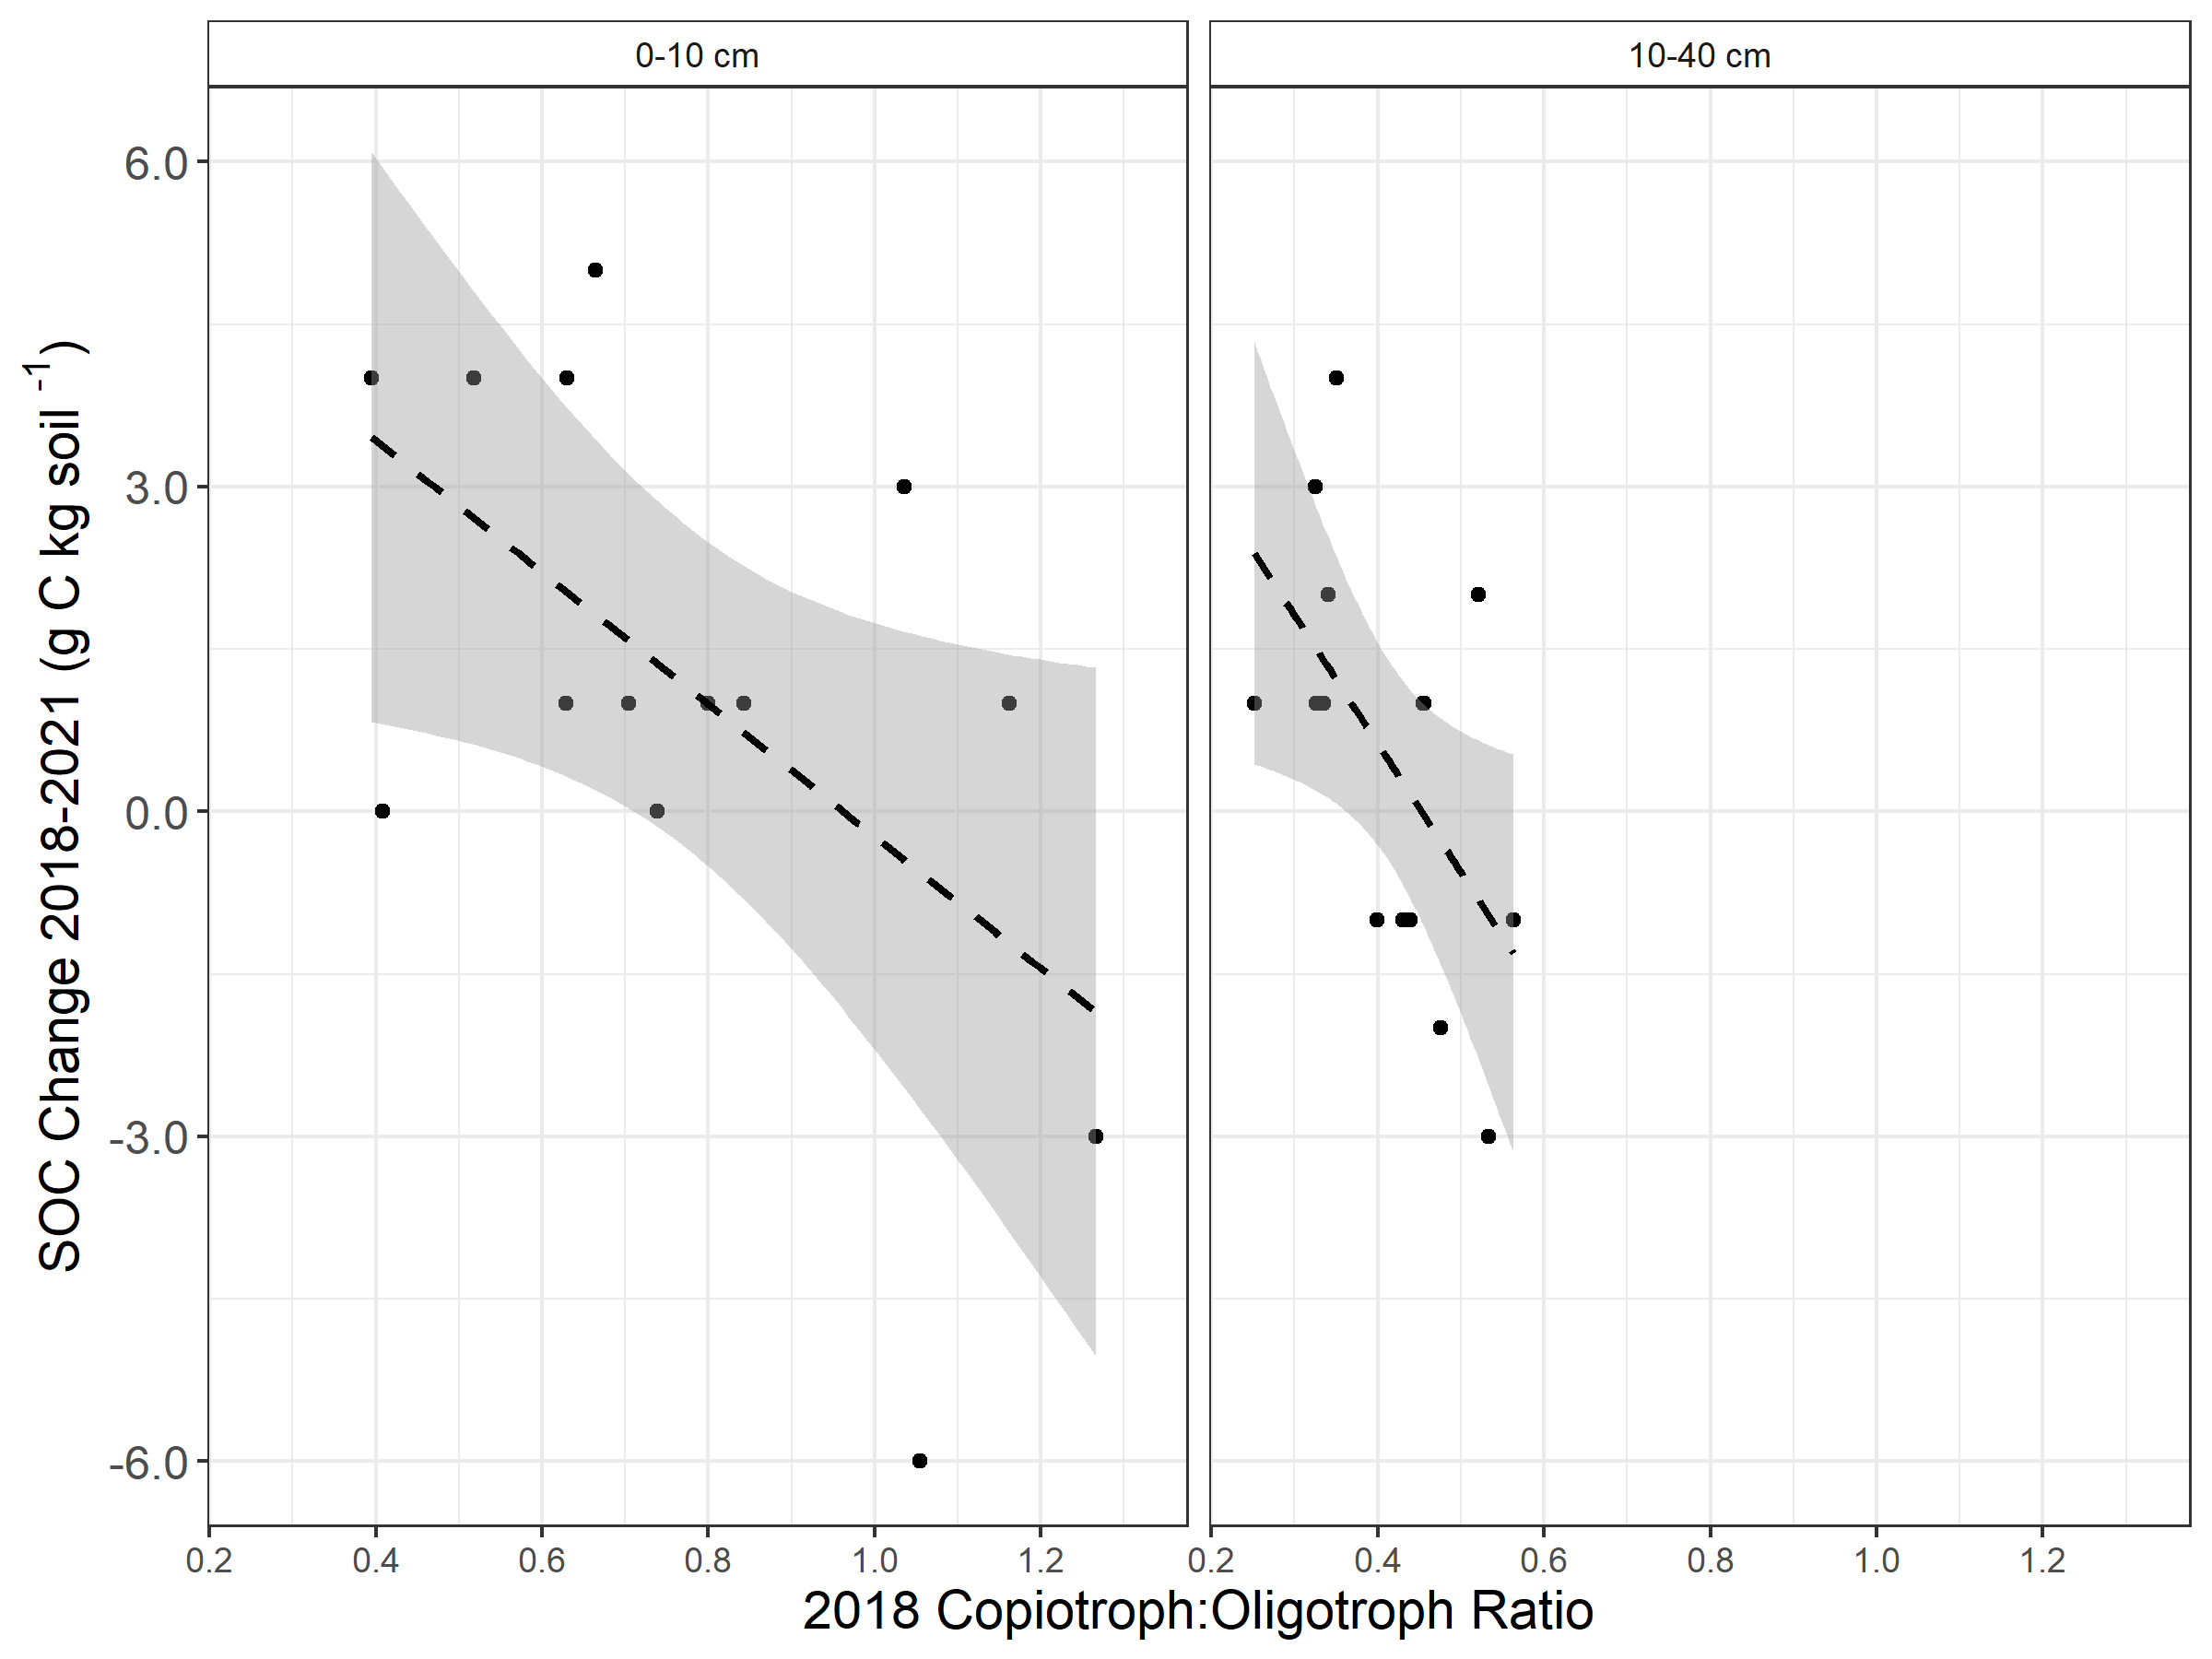 0-10 cm
10-40 cm
6.0
3.0
0.0
-3.0
-6.0
SOC Change 2018-2021 (g C kg soil -1)
0.2 0.4 0.6 0.8 1.0 1.2
0.2 0.4 0.6 0.8 1.0 1.2
2018 Copiotroph:Oligotroph Ratio